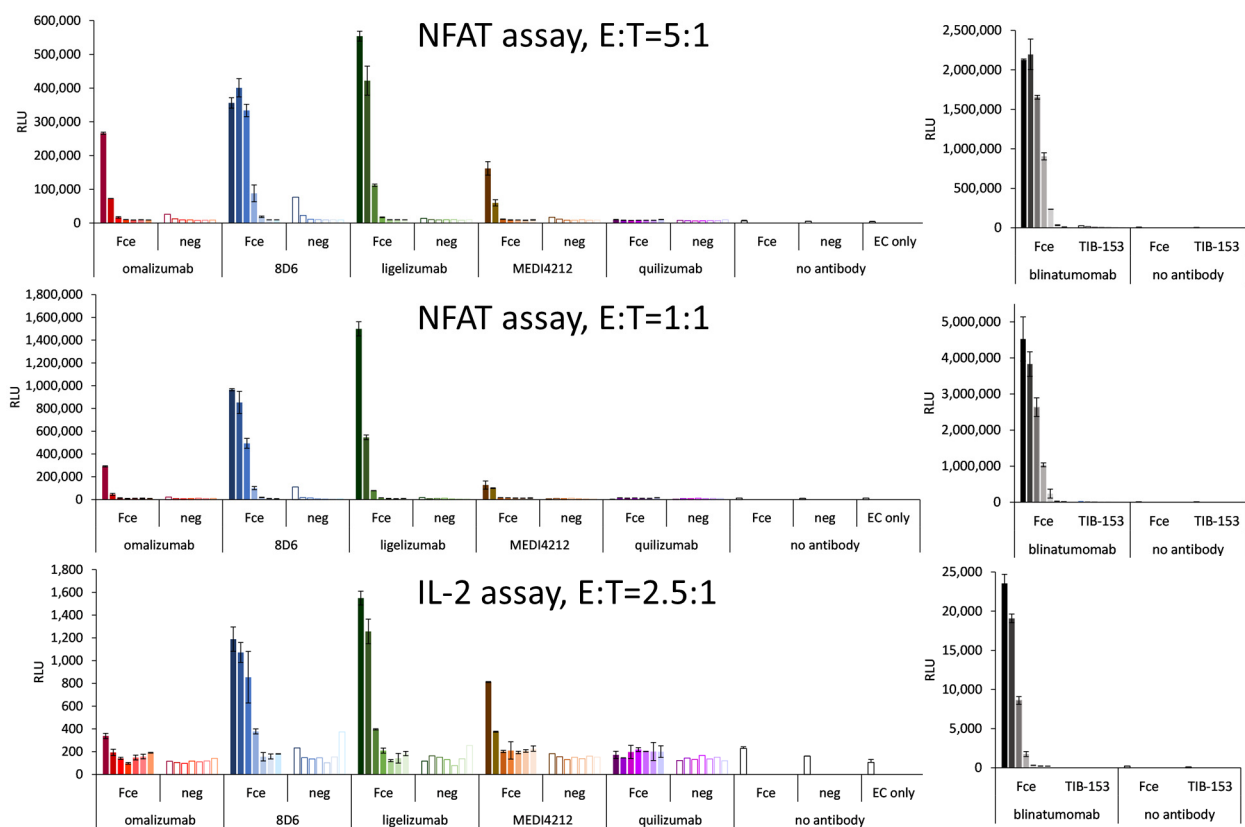 NFAT assay, E:T=5:1
600,000
500,000
400,000
300,000
200,000
100,000
0
RLU
Fce neg Fce neg Fce neg Fce neg Fce neg Fce neg EC only
omalizumab 8D6 ligelizumab MEDI4212 quilizumab no antibody
2,500,000
2,000,000
1,500,000
1,000,000
500,000
0
RLU
Fce TIB-153 Fce TIB-153
blinatumomab no antibody
NFAT assay, E:T=1:1
1,800,000
1,600,000
1,400,000
1,200,000
1,000,000
800,000
600,000
400,000
200,000
0
RLU
Fce neg Fce neg Fce neg Fce neg Fce neg Fce neg EC only
omalizumab 8D6 ligelizumab MEDI4212 quilizumab no antibody
5,000,000
4,000,000
3,000,000
2,000,000
1,000,000
0
RLU
Fce TIB-153 Fce TIB-153
blinatumomab no antibody
IL-2 assay, E:T=2.5:1
1,800
1,600
1,400
1,200
1,000
800
600
400
200
0
RLU
Fce neg Fce neg Fce neg Fce neg Fce neg Fce neg EC only
omalizumab 8D6 ligelizumab MEDI4212 quilizumab no antibody
25,000
20,000
15,000
10,000
5,000
0
RLU
Fce TIB-153 Fce TIB-153
blinatumomab no antibody